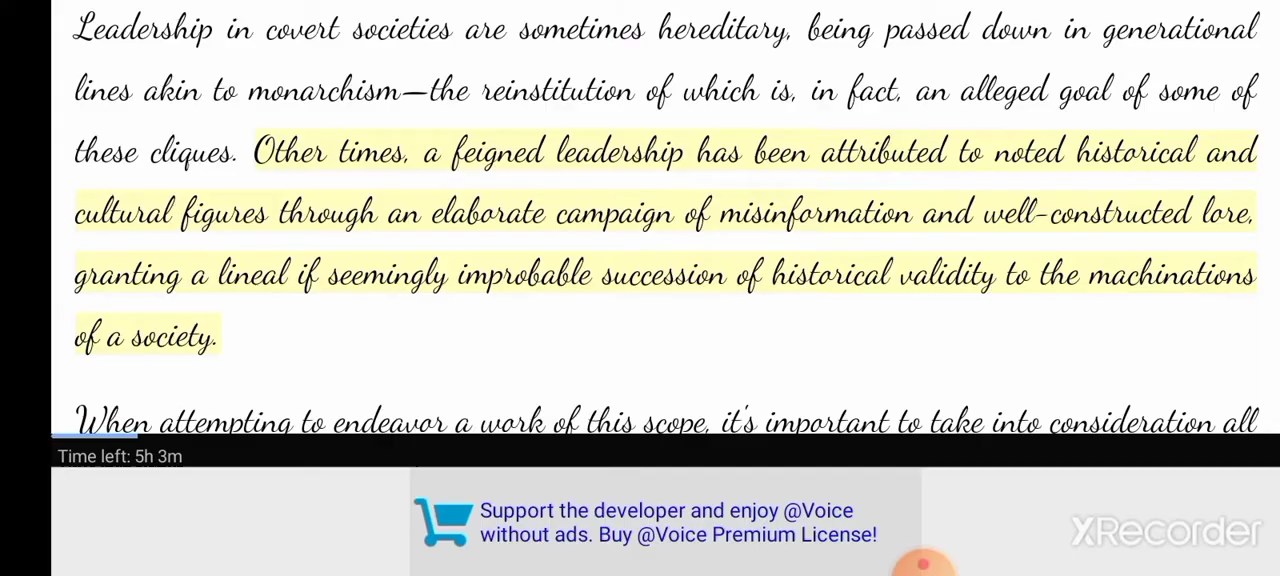 Leadership in covert societies are sometimes hereditary, being passed down in generational
lines akin to monarchism—the reinstitution of which is, in fact, an alleged goal of some of
these cliques. Other times, a feigned leadership has been attributed to noted historical and
cultural figures through an elaborate campaign of misinformation and well-constructed lore,
granting a lineal if seemingly improbable succession of historical validity to the machinations
of a society.
When attempting to endeavor a work of this scope, it's important to take into consideration all
Time left: 5h 3m
Support the developer and enjoy @Voice
without ads. Buy @Voice Premium License!
XRecorder